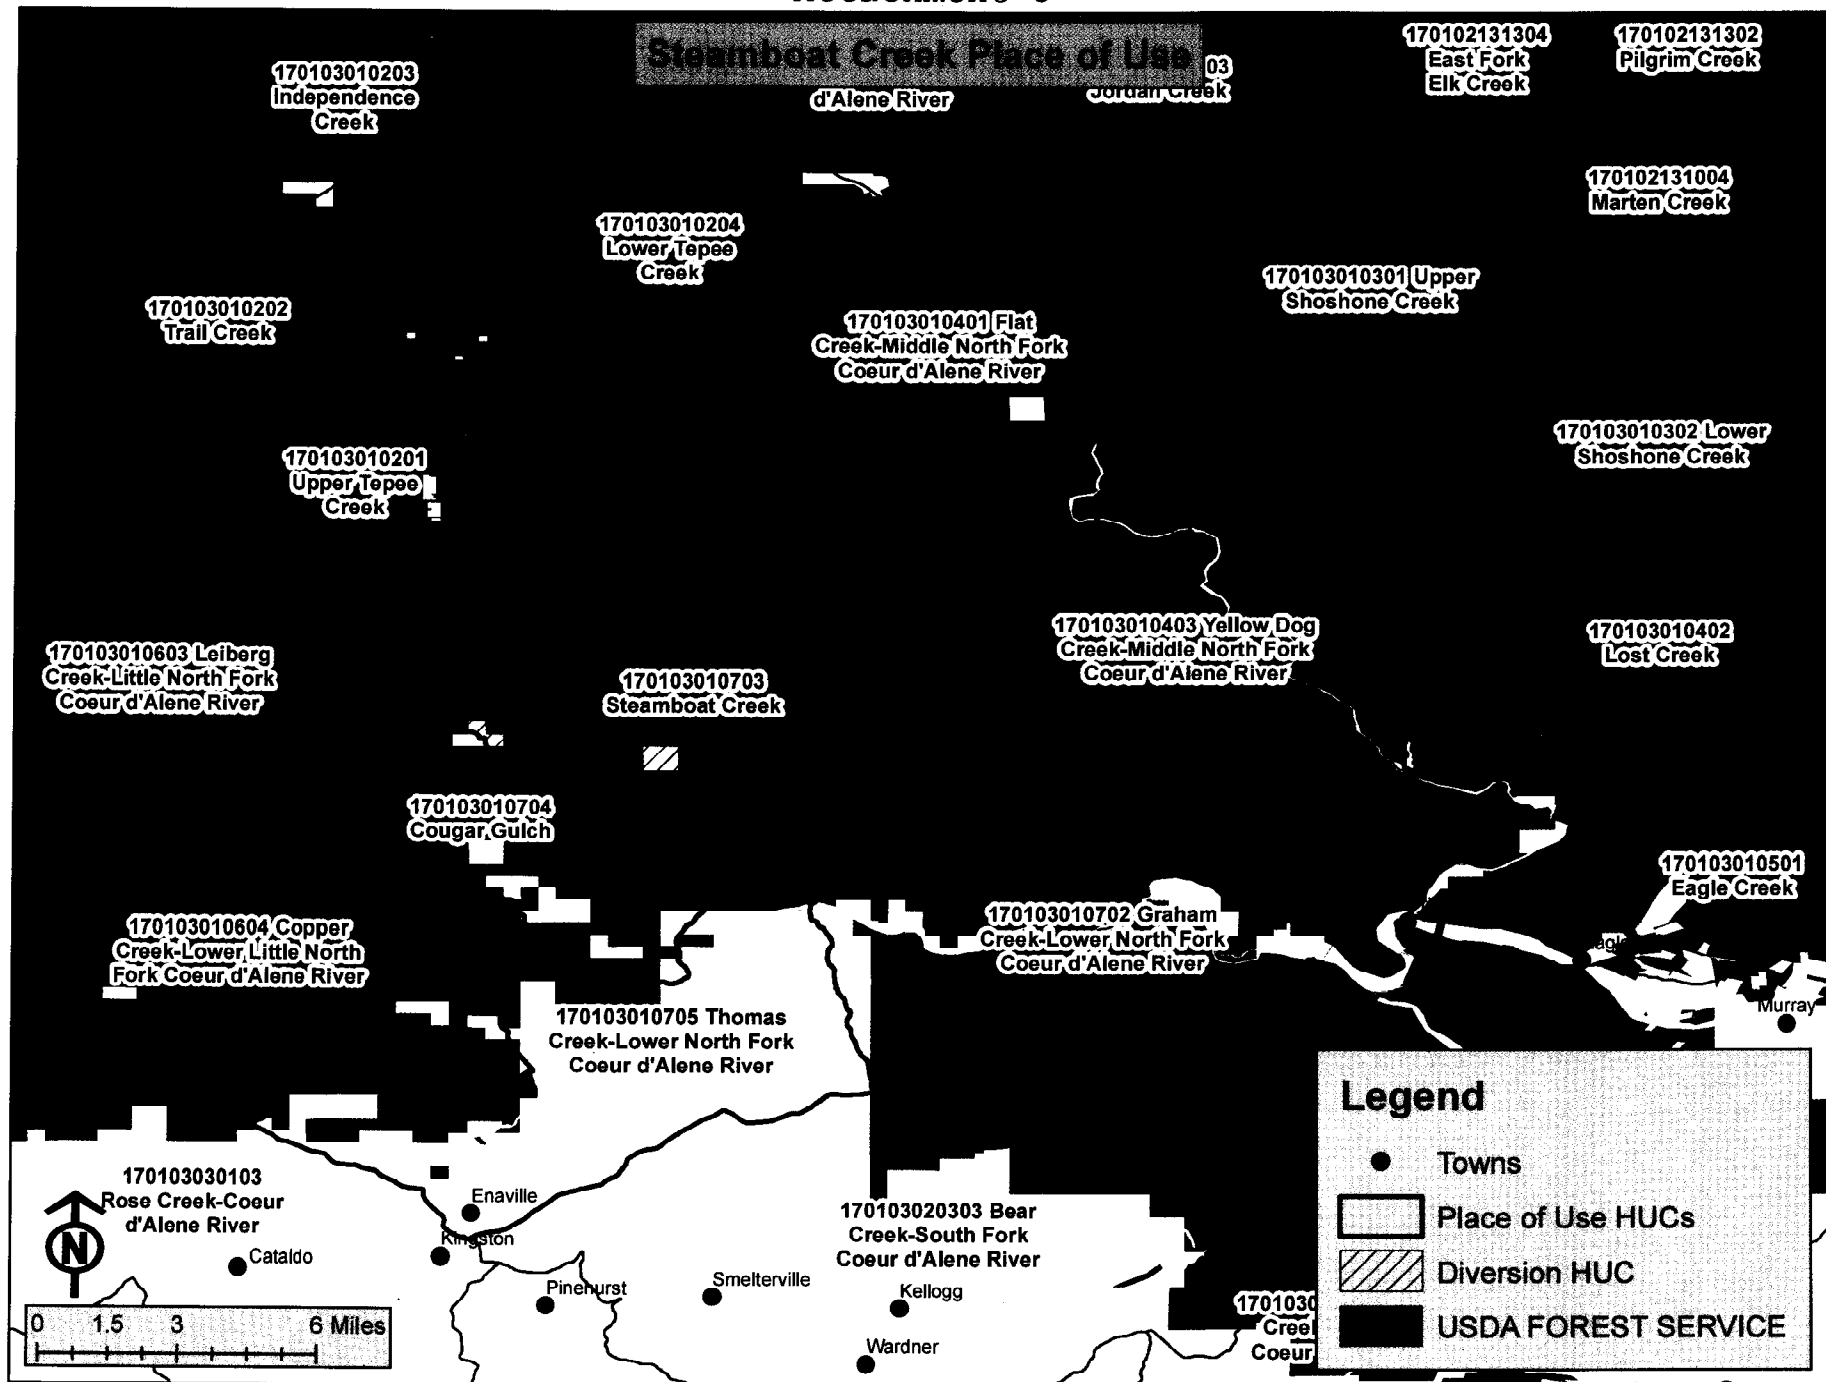 Steamboat Creek Place of Use
170103010203
Independence
Creek
d'Alene River
03
Jordan Creek
170102131304
East Fork
Elk Creek
170102131302
Pilgrim Creek
170102131004
Marten Creek
170103010204
Lower Tepee
Creek
170103010301 Upper
Shoshone Creek
170103010202
Trail Creek
170103010401 Flat
Creek-Middle North Fork
Coeur d'Alene River
170103010302 Lower
Shoshone Creek
170103010201
Upper Tepee
Creek
170103010403 Yellow Dog
Creek-Middle North Fork
Coeur d'Alene River
170103010402
Lost Creek
170103010603 Leiberg
Creek-Little North Fork
Coeur d'Alene River
170103010703
Steamboat Creek
170103010704
Cougar Gulch
170103010501
Eagle Creek
170103010604 Copper
Creek-Lower Little North
Fork Coeur d'Alene River
170103010702 Graham
Creek-Lower North Fork
Coeur d'Alene River
Murray
170103010705 Thomas
Creek-Lower North Fork
Coeur d'Alene River
170103030103
Rose Creek-Coeur
d'Alene River
Enaville
Kingston
Cataldo
Pinehurst
Smelterville
170103020303 Bear
Creek-South Fork
Coeur d'Alene River
Kellogg
Wardner
1701030
Creel
Coeur
N
0 1.5 3 6 Miles
Legend
Towns
Place of Use HUCs
Diversion HUC
USDA FOREST SERVICE